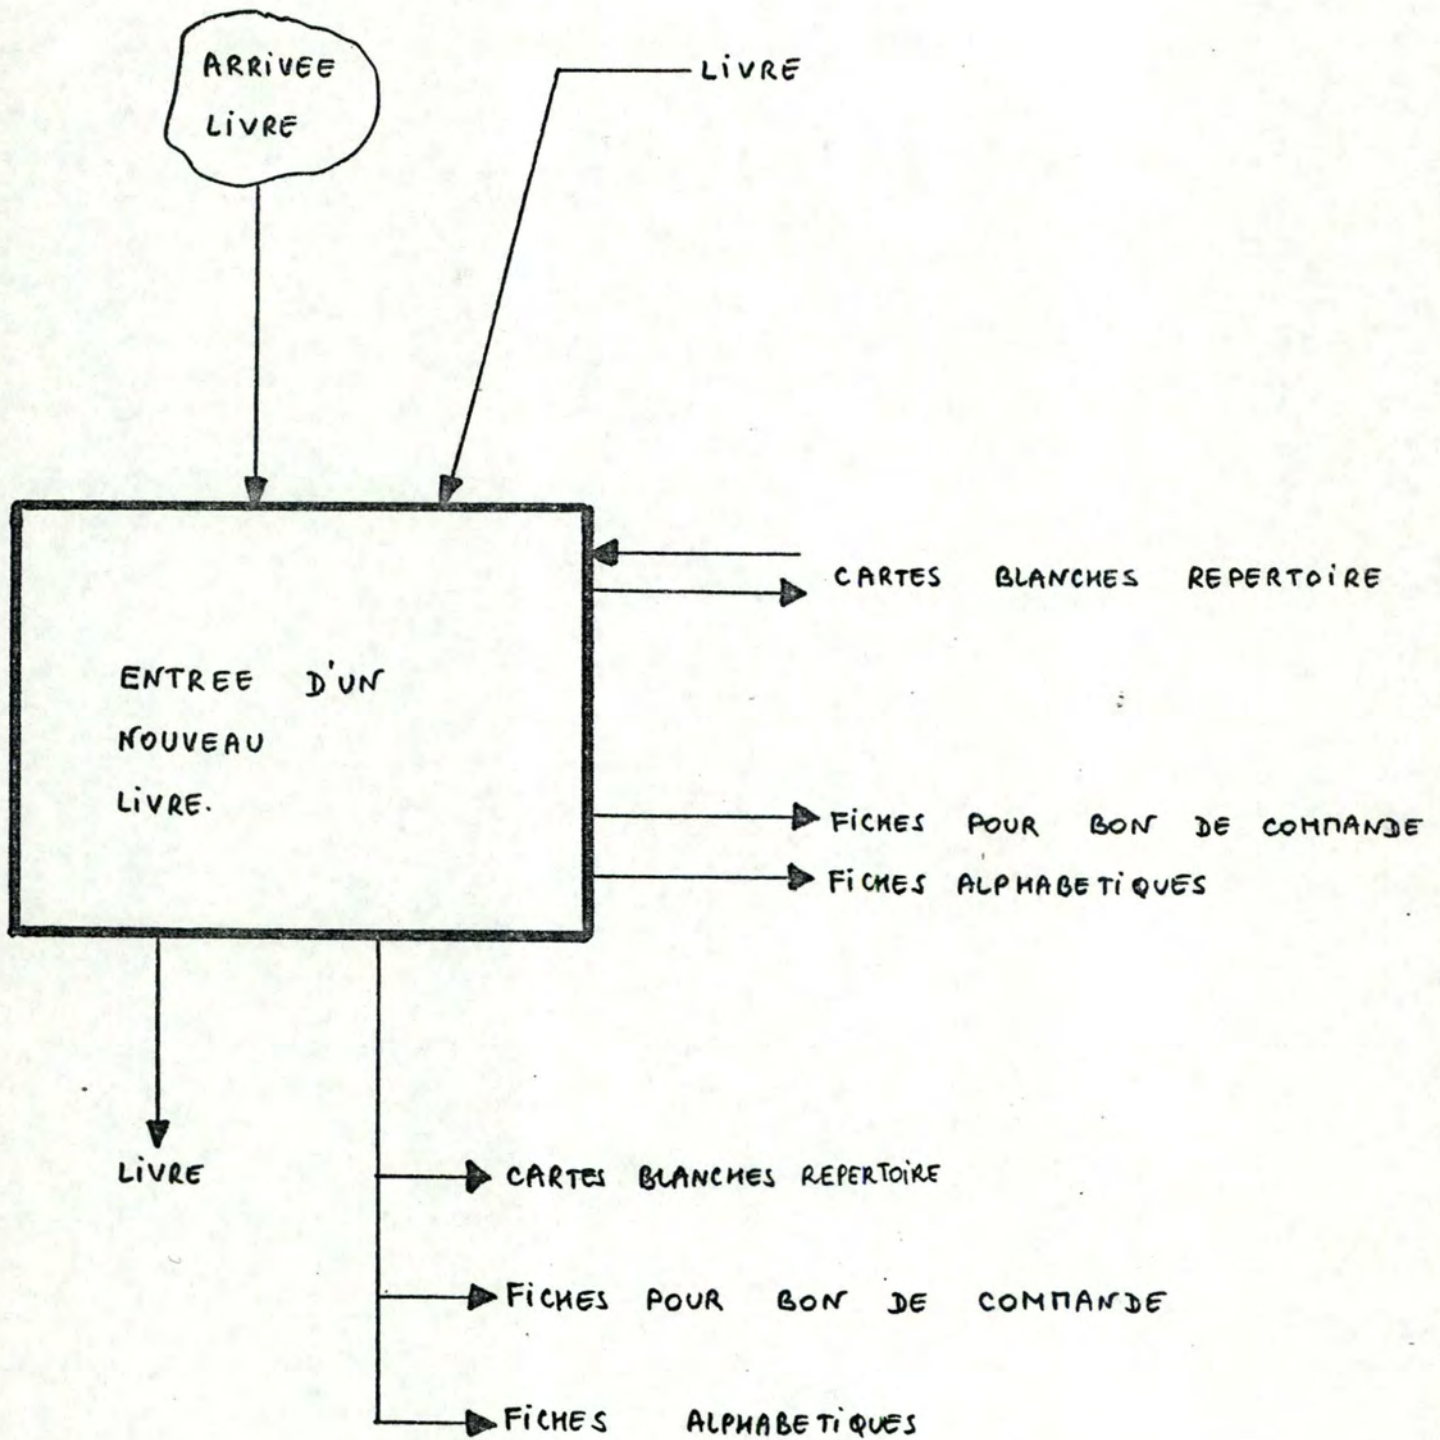 ARRIVEE
LIVRE
LIVRE
CARTES BLANCHES REPERTOIRE
ENTREE D'UN
NOUVEAU
LIVRE.
FICHES POUR BON DE COMMANDE
FICHES ALPHABETIQUES
LIVRE
CARTES BLANCHES REPERTOIRE
FICHES POUR BON DE COMMANDE
FICHES ALPHABETIQUES